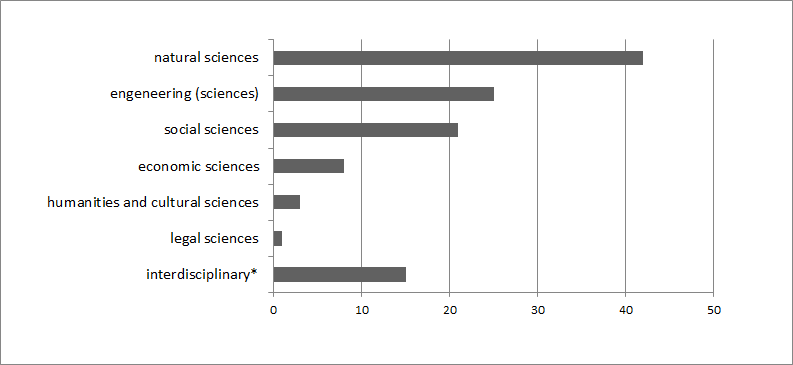 natural sciences
engeneering (sciences)
social sciences
economic sciences
humanities and cultural sciences
legal sciences
interdisciplinary*
0 10 20 30 40 50